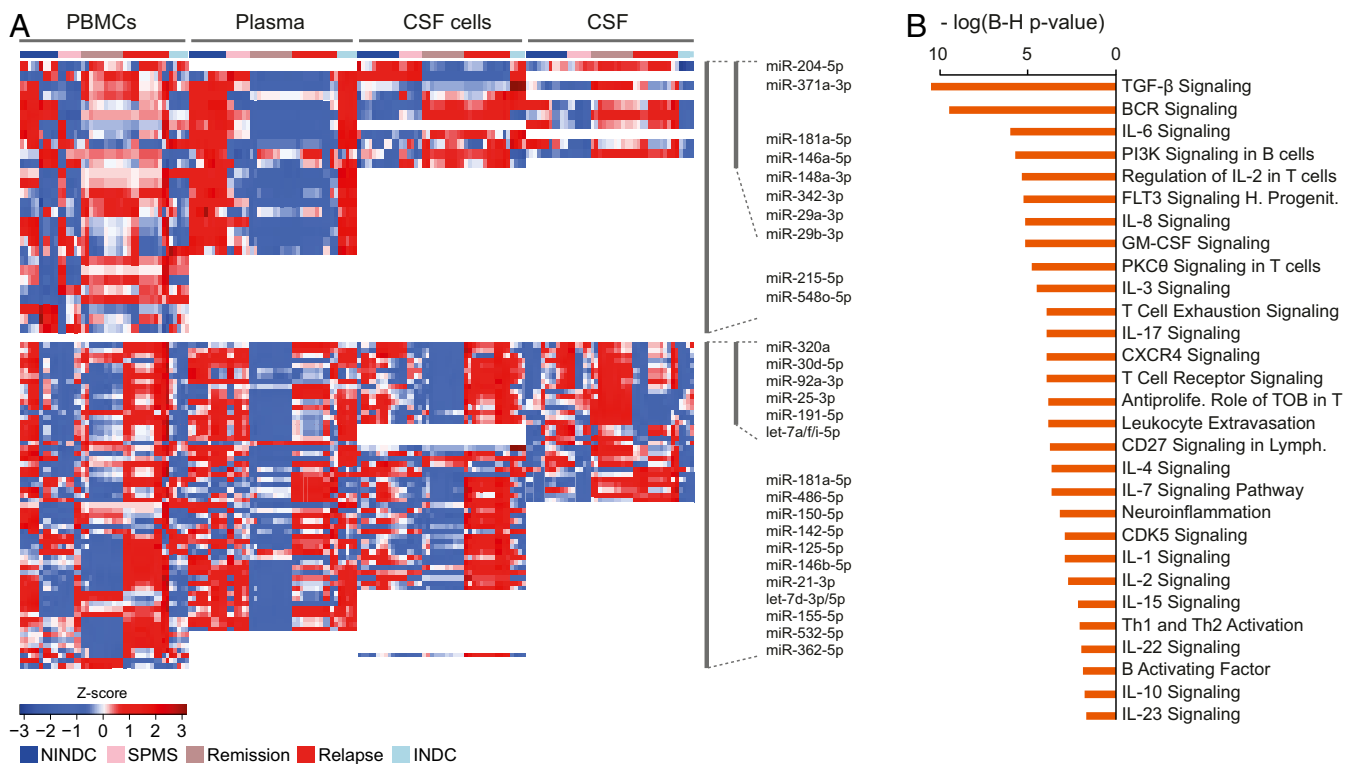 A
PBMCs Plasma CSF cells CSF
miR-204-5p
miR-371a-3p
miR-181a-5p
miR-146a-5p
miR-148a-3p
miR-342-3p
miR-29a-3p
miR-29b-3p
miR-215-5p
miR-548o-5p
miR-320a
miR-30d-5p
miR-92a-3p
miR-25-3p
miR-191-5p
let-7a/f/i-5p
miR-181a-5p
miR-486-5p
miR-150-5p
miR-142-5p
miR-125-5p
miR-146b-5p
miR-21-3p
let-7d-3p/5p
miR-155-5p
miR-532-5p
miR-362-5p
Z-score
−3 −2 −1 0 1 2 3
NINDC SPMS Remission Relapse INDC
B - log(B-H p-value)
10 5 0
TGF-β Signaling
BCR Signaling
IL-6 Signaling
PI3K Signaling in B cells
Regulation of IL-2 in T cells
FLT3 Signaling H. Progenit.
IL-8 Signaling
GM-CSF Signaling
PKCθ Signaling in T cells
IL-3 Signaling
T Cell Exhaustion Signaling
IL-17 Signaling
CXCR4 Signaling
T Cell Receptor Signaling
Antiprolife. Role of TOB in T
Leukocyte Extravasation
CD27 Signaling in Lymph.
IL-4 Signaling
IL-7 Signaling Pathway
Neuroinflammation
CDK5 Signaling
IL-1 Signaling
IL-2 Signaling
IL-15 Signaling
Th1 and Th2 Activation
IL-22 Signaling
B Activating Factor
IL-10 Signaling
IL-23 Signaling